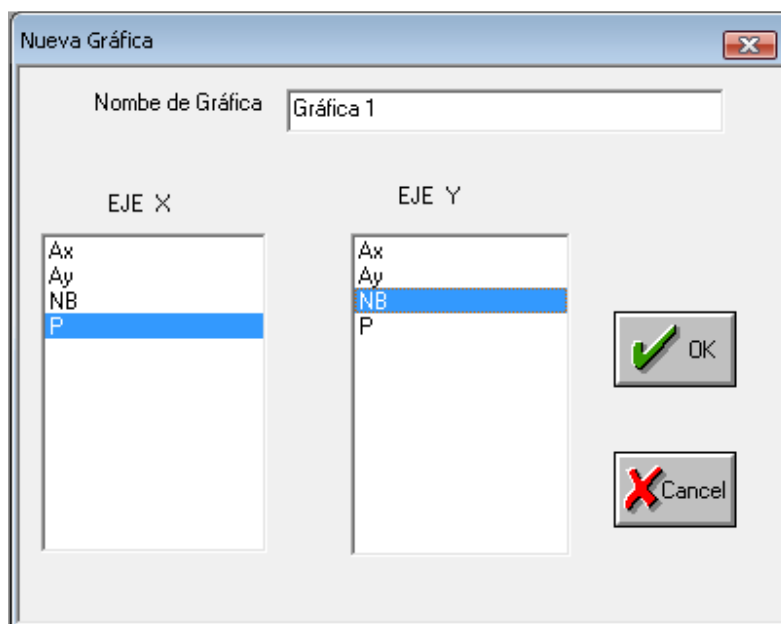 Nueva Gráfica
Nombe de Gráfica
Gráfica 1
EJE X
Ax
Ay
NB
P
EJE Y
Ax
Ay
NB
P
OK
Cancel